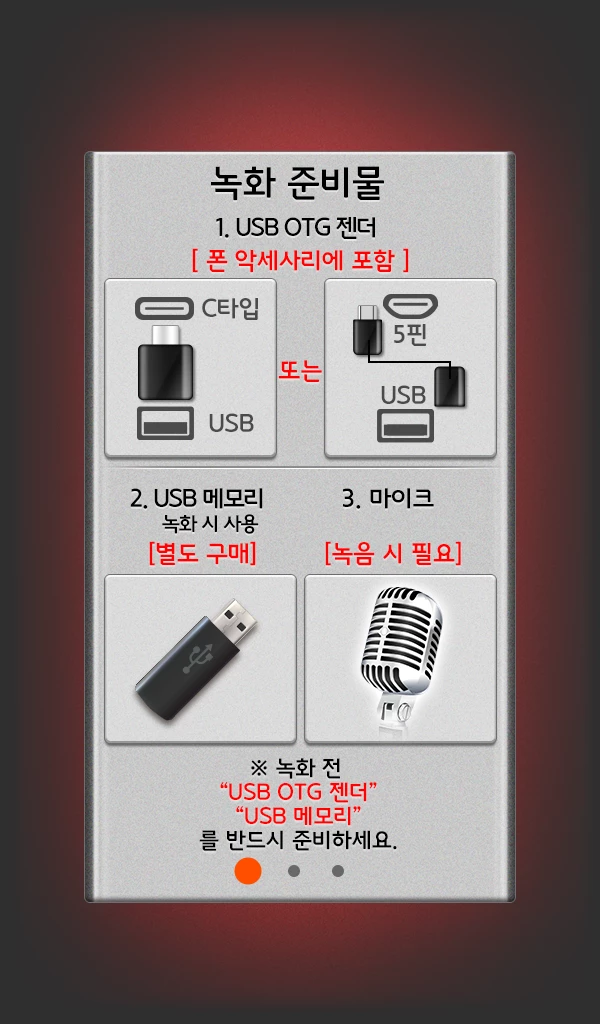 녹화 준비물
1. USB OTG 젠더
[ 폰 악세사리에 포함 ]
C타입
USB
또는
5핀
USB
2. USB 메모리
녹화 시 사용
[별도 구매]
3. 마이크
[녹음 시 필요]
※ 녹화 전
“USB OTG 젠더”
“USB 메모리”
를 반드시 준비하세요.